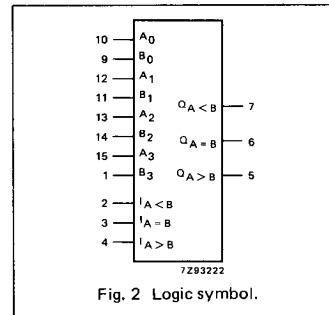 10 A0
9 B0
12 A1
11 B1
13 A2
14 B2
15 A3
1 B3
QA<B 7
QA=B 6
QA>B 5
2 IA<B
3 IA=B
4 IA>B
7Z93222
Fig. 2 Logic symbol.